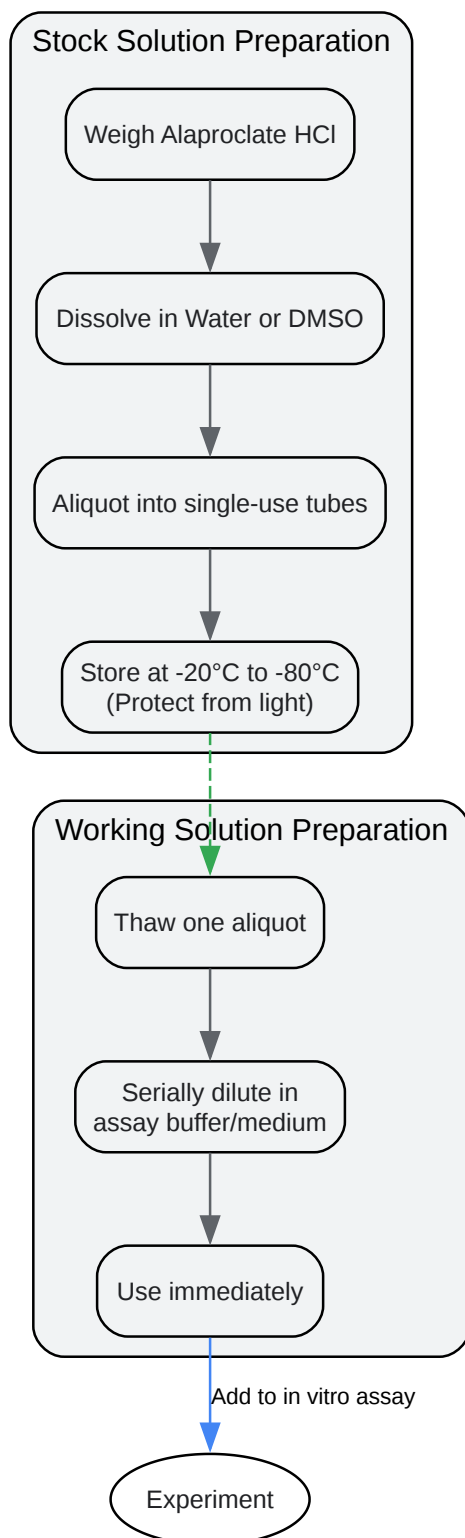 Stock Solution Preparation
Weigh Alaproclate HCl
Dissolve in Water or DMSO
Aliquot into single-use tubes
Store at -20°C to -80°C
(Protect from light)
Working Solution Preparation
Thaw one aliquot
Serially dilute in
assay buffer/medium
Use immediately
Add to in vitro assay
Experiment